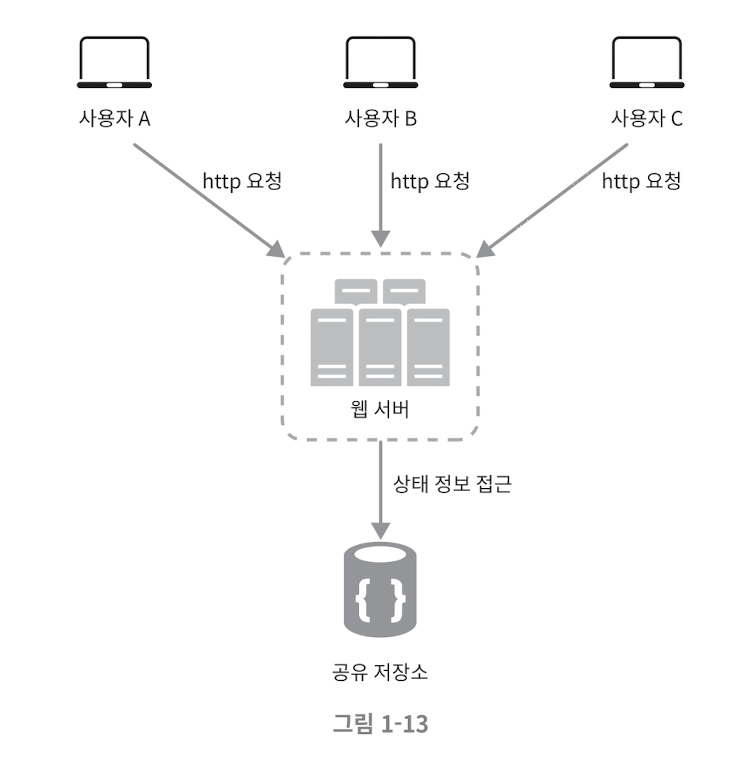 사용자 A
사용자 B
사용자 C
http 요청
http 요청
http 요청
웹 서버
상태 정보 접근
{ }
공유 저장소
그림 1-13